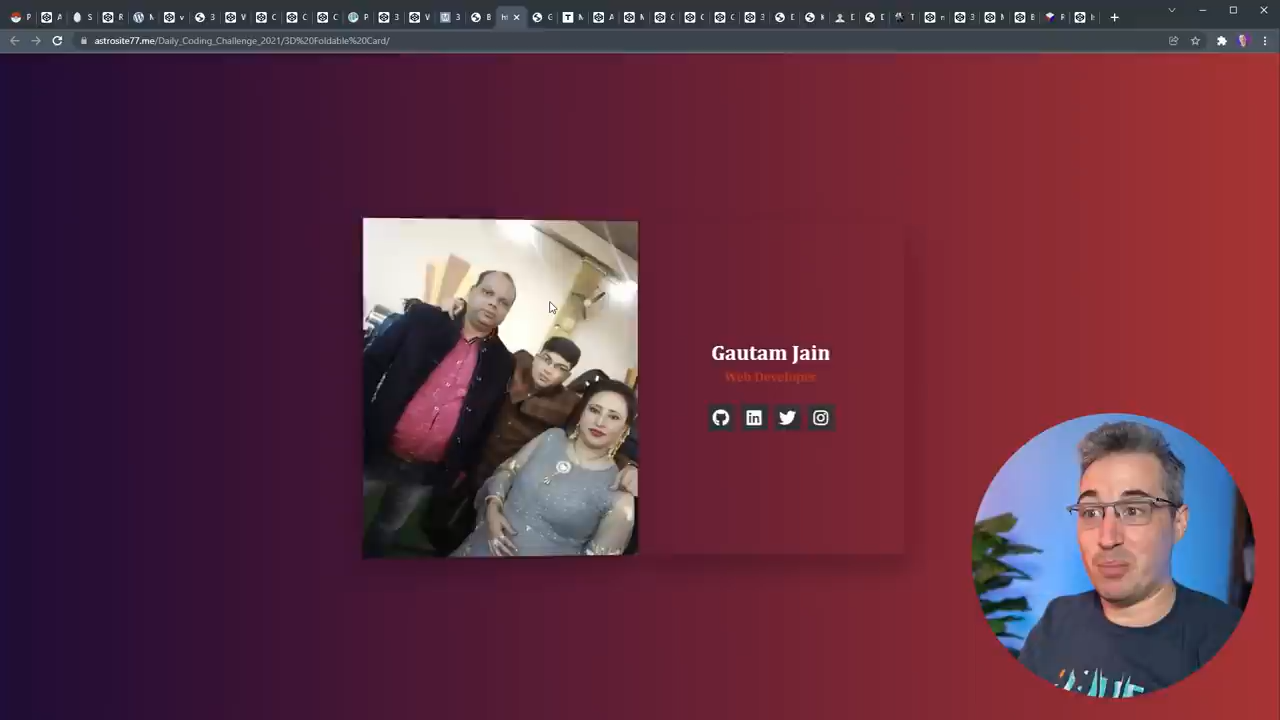 astrosite77.me/Daily_Coding_Challenge_2021/3D%20Foldable%20Card/
Gautam Jain
Web Developer